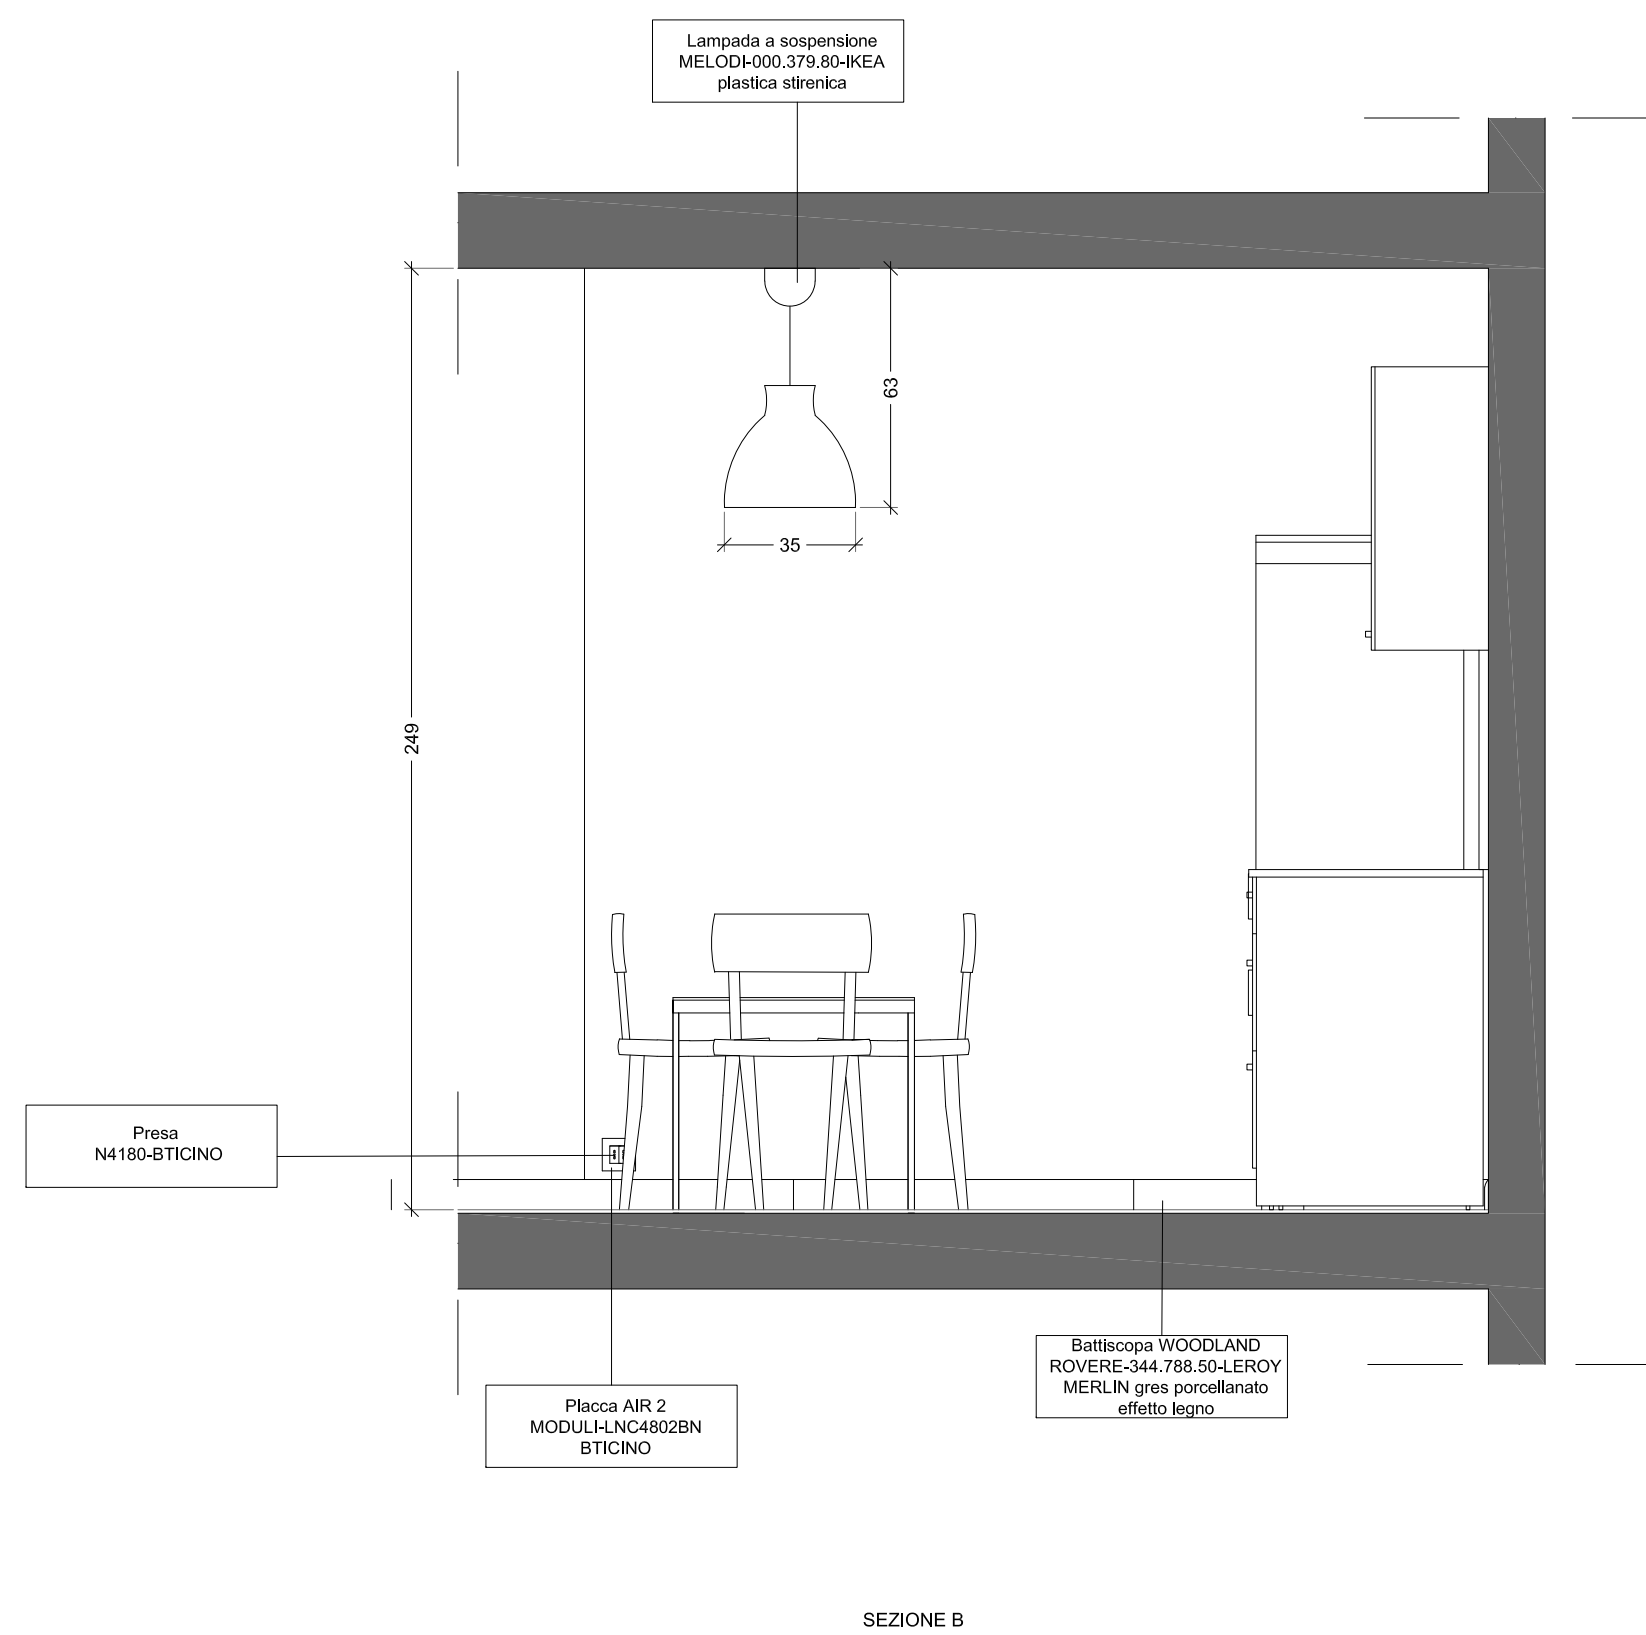 Lampada a sospensione
MELODI-000.379.80-IKEA
plastica stirenica
63
35
249
Presa
N4180-BTICINO
Placca AIR 2
MODULI-LNC4802BN
BTICINO
Battiscopa WOODLAND
ROVERE-344.788.50-LEROY
MERLIN gres porcellanato
effetto legno
SEZIONE B